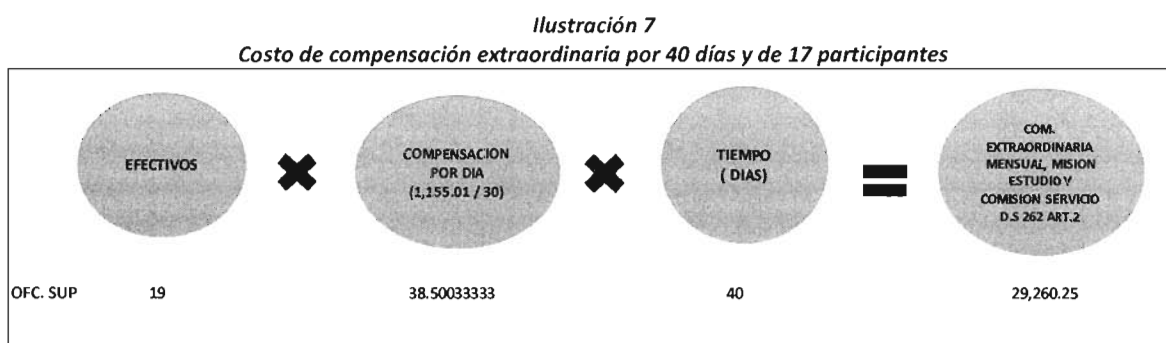 Ilustración 7
Costo de compensación extraordinaria por 40 días y de 17 participantes
EFECTIVOS
COMPENSACION
POR DIA
(1,155.01 / 30)
TIEMPO
( DIAS)
COM.
EXTRAORDINARIA
MENSUAL, MISION
ESTUDIO Y
COMISION SERVICIO
D.S 262 ART.2
OFC. SUP 19 38.50033333 40 29,260.25